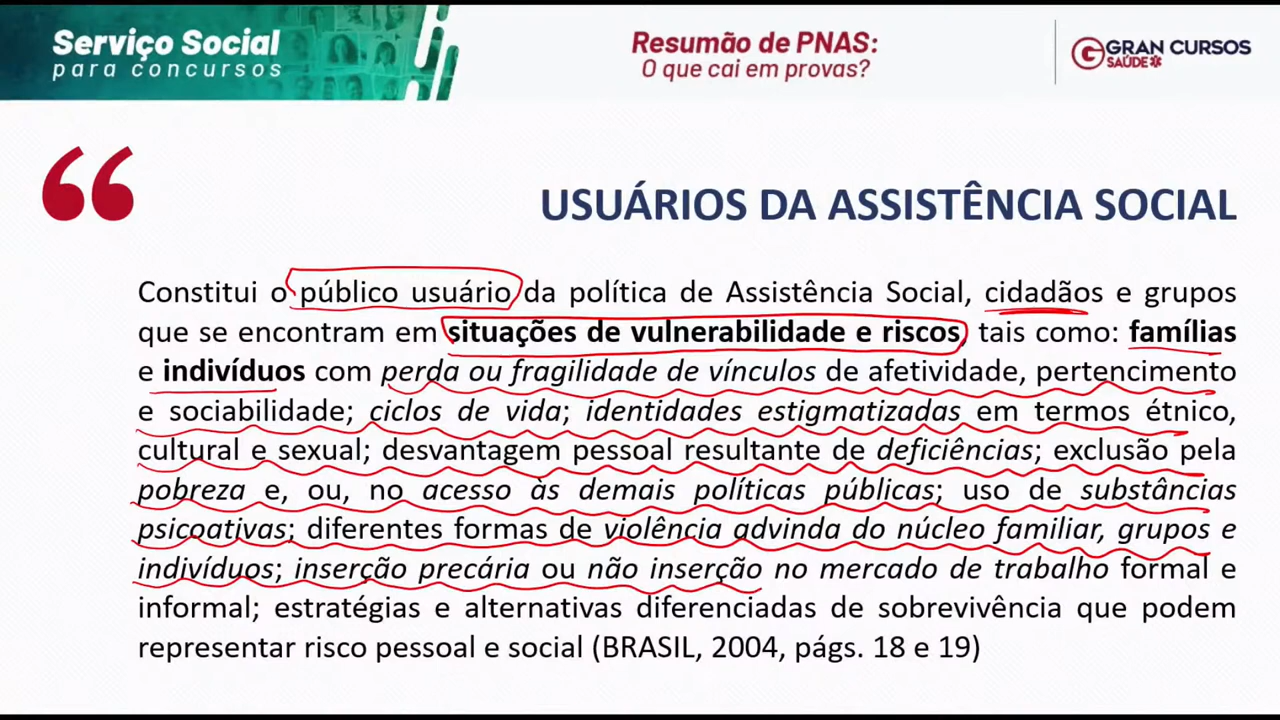 Serviço Social
para concursos
Resumão de PNAS:
O que cai em provas?
GRAN CURSOS
SAÚDE
USUÁRIOS DA ASSISTÊNCIA SOCIAL
Constitui o público usuário da política de Assistência Social, cidadãos e grupos
que se encontram em situações de vulnerabilidade e riscos, tais como: famílias
e indivíduos com perda ou fragilidade de vínculos de afetividade, pertencimento
e sociabilidade; ciclos de vida; identidades estigmatizadas em termos étnico,
cultural e sexual; desvantagem pessoal resultante de deficiências; exclusão pela
pobreza e, ou, no acesso às demais políticas públicas; uso de substâncias
psicoativas; diferentes formas de violência advinda do núcleo familiar, grupos e
indivíduos; inserção precária ou não inserção no mercado de trabalho formal e
informal; estratégias e alternativas diferenciadas de sobrevivência que podem
representar risco pessoal e social (BRASIL, 2004, págs. 18 e 19)